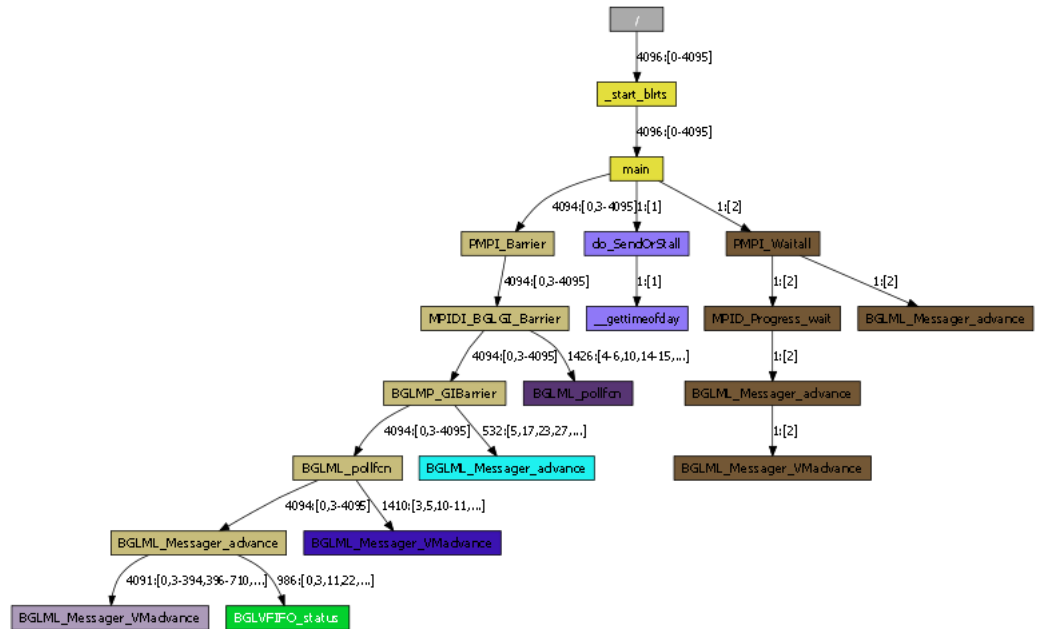 /
4096:[0-4095]
_start_blrts
4096:[0-4095]
main
4094:[0,3-4095]
1:[1]
1:[2]
PMPI_Barrier
do_SendOrStall
PMPI_Waitall
4094:[0,3-4095]
1:[1]
1:[2]
1:[2]
MPIDI_BGLGI_Barrier
__gettimeofday
MPID_Progress_wait
BGLML_Messager_advance
4094:[0,3-4095]
1426:[4-6,10,14-15,...]
1:[2]
BGLMP_GIBarrier
BGLML_pollfcn
BGLML_Messager_advance
4094:[0,3-4095]
532:[5,17,23,27,...]
1:[2]
BGLML_pollfcn
BGLML_Messager_advance
BGLML_Messager_VMadvance
4094:[0,3-4095]
1410:[3,5,10-11,...]
BGLML_Messager_advance
BGLML_Messager_VMadvance
4091:[0,3-394,396-710,...]
986:[0,3,11,22,...]
BGLML_Messager_VMadvance
BGLVFIFO_status